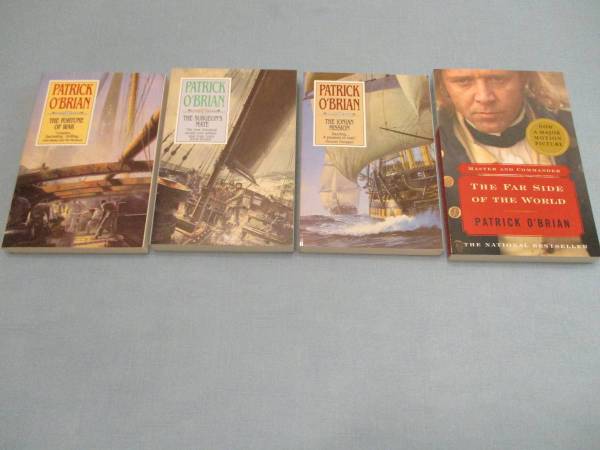 PATRICK
O'BRIAN
THE FORTUNE
OF WAR
PATRICK
O'BRIAN
THE SURGEON'S
MATE
PATRICK
O'BRIAN
THE IONIAN
MISSION
NOW
A MAJOR
MOTION
PICTURE
MASTER AND COMMANDER
THE FAR SIDE
OF THE WORLD
PATRICK O'BRIAN
THE NATIONAL BESTSELLER